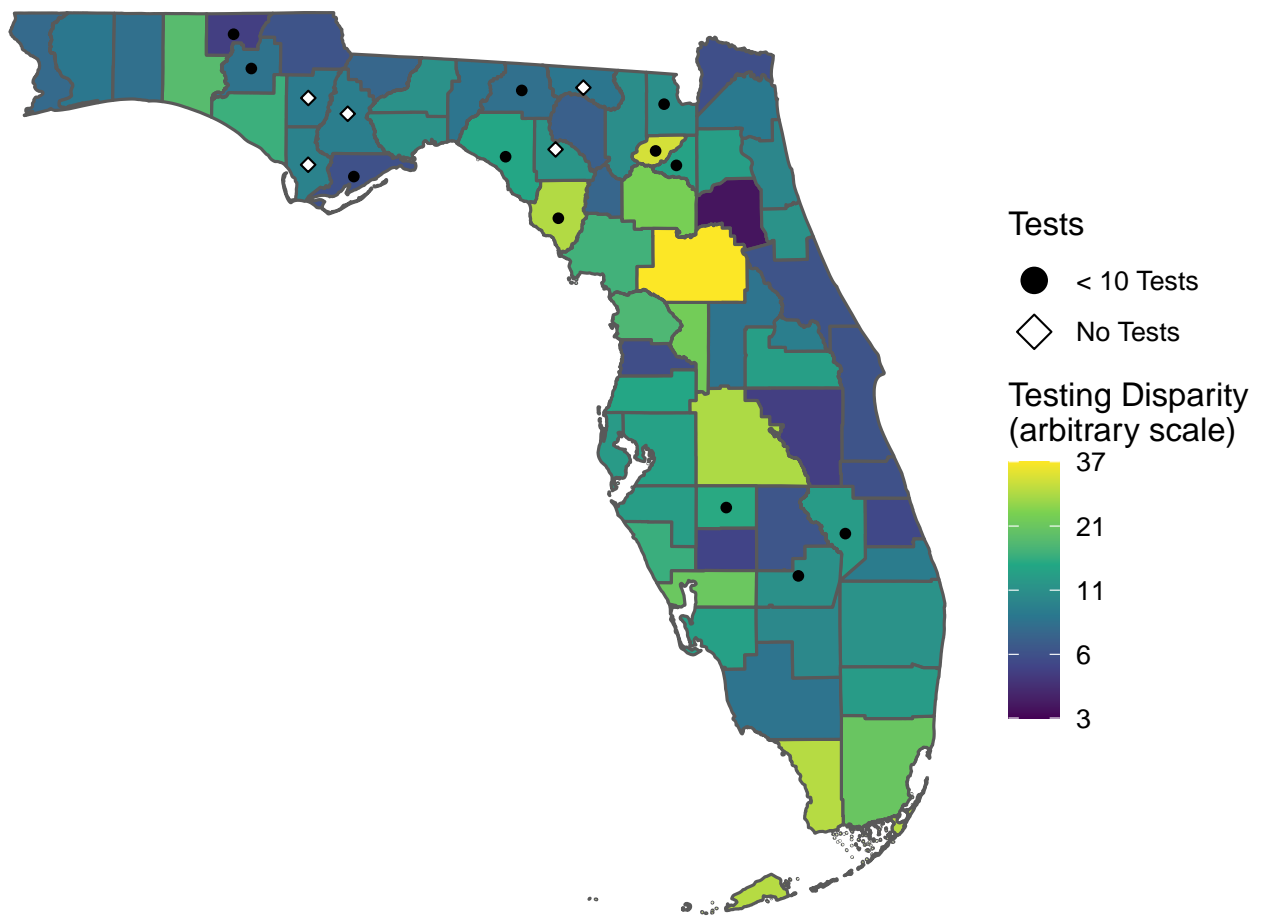 Tests
< 10 Tests
No Tests
Testing Disparity
(arbitrary scale)
37
21
11
6
3